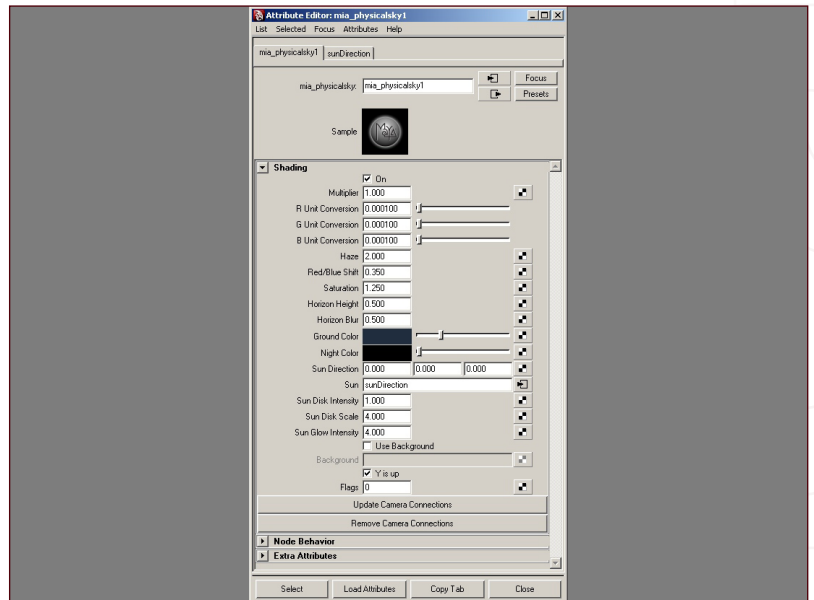 Attribute Editor: mia_physicalsky1
List Selected Focus Attributes Help
mia_physicalsky1 sunDirection
mia_physicalsky: mia_physicalsky1 Focus
Presets
Sample
Shading
On
Multiplier 1.000
R Unit Conversion 0.000100
G Unit Conversion 0.000100
B Unit Conversion 0.000100
Haze 2.000
Red/Blue Shift 0.350
Saturation 1.250
Horizon Height 0.500
Horizon Blur 0.500
Ground Color
Night Color
Sun Direction 0.000 0.000 0.000
Sun sunDirection
Sun Disk Intensity 1.000
Sun Disk Scale 4.000
Sun Glow Intensity 4.000
Use Background
Background
Y is up
Flags 0
Update Camera Connections
Remove Camera Connections
Node Behavior
Extra Attributes
Select Load Attributes Copy Tab Close